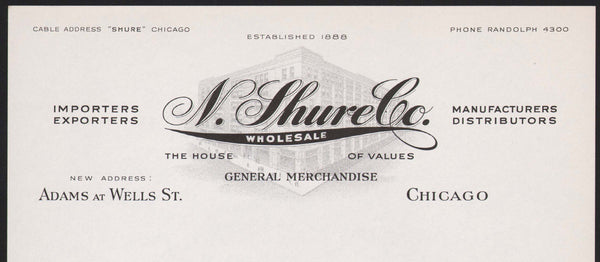 CABLE ADDRESS "SHURE" CHICAGO
ESTABLISHED 1888
PHONE RANDOLPH 4300
IMPORTERS
EXPORTERS
N. Shure Co.
WHOLESALE
MANUFACTURERS
DISTRIBUTORS
THE HOUSE OF VALUES
GENERAL MERCHANDISE
NEW ADDRESS:
ADAMS AT WELLS ST.
CHICAGO